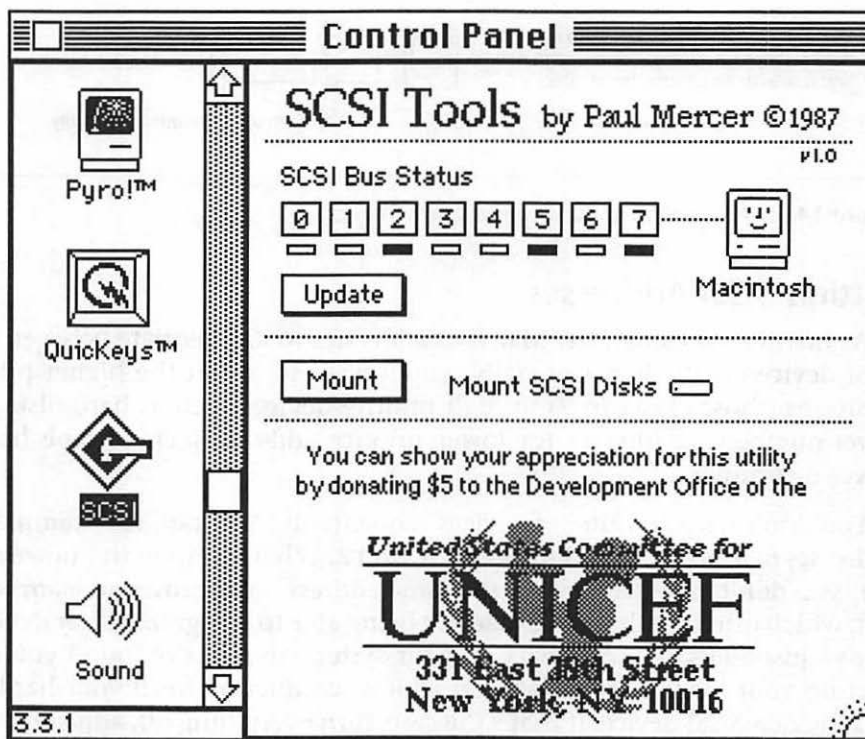 Control Panel
Pyro!™
QuicKeys™
SCSI
Sound
3.3.1
SCSI Tools by Paul Mercer ©1987
v1.0
SCSI Bus Status
0 1 2 3 4 5 6 7
Macintosh
Update
Mount
Mount SCSI Disks
You can show your appreciation for this utility
by donating $5 to the Development Office of the
United States Committee for
UNICEF
331 East 38th Street
New York, N.Y. 10016